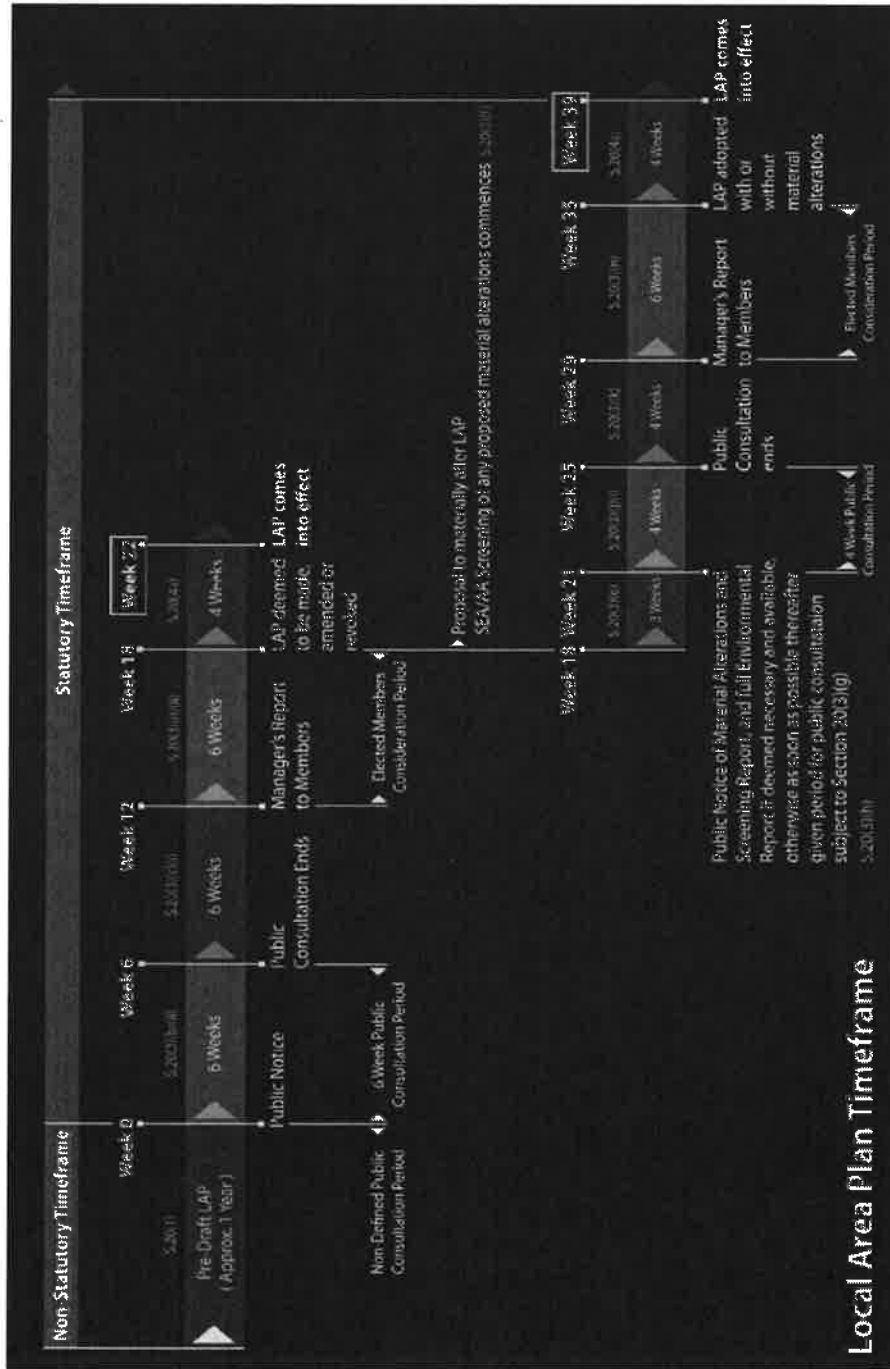 Non-Statutory Timeframe
Statutory Timeframe
Week 0
Week 6
Week 12
Week 18
Week 22
S.20(1)
Pre-Draft LAP
(Approx. 1 Year)
6 Weeks
6 Weeks
6 Weeks
4 Weeks
Public Notice
Public
Consultation Ends
Manager's Report
to Members
LAP deemed
to be made,
amended or
revoked
LAP comes
into effect
Non-Defined Public
Consultation Period
6 Week Public
Consultation Period
Elected Members
Consideration Period
Proposal to materially alter LAP
SEA/AA Screening of any proposed material alterations commences
Week 18
Week 21
Week 25
Week 29
Week 35
Week 39
3 Weeks
4 Weeks
4 Weeks
6 Weeks
4 Weeks
Public Notice of Material Alterations and
Screening Report, and full Environmental
Report if deemed necessary and available,
otherwise as soon as possible thereafter
given period for public consultataion
subject to Section 20(3)(g)
S.20(3)(h)
Public
Consultation
ends
Manager's Report
to Members
LAP adopted
with or
without
material
alterations
LAP comes
into effect
4 Week Public
Consultation Period
Elected Members
Consideration Period
Local Area Plan Timeframe